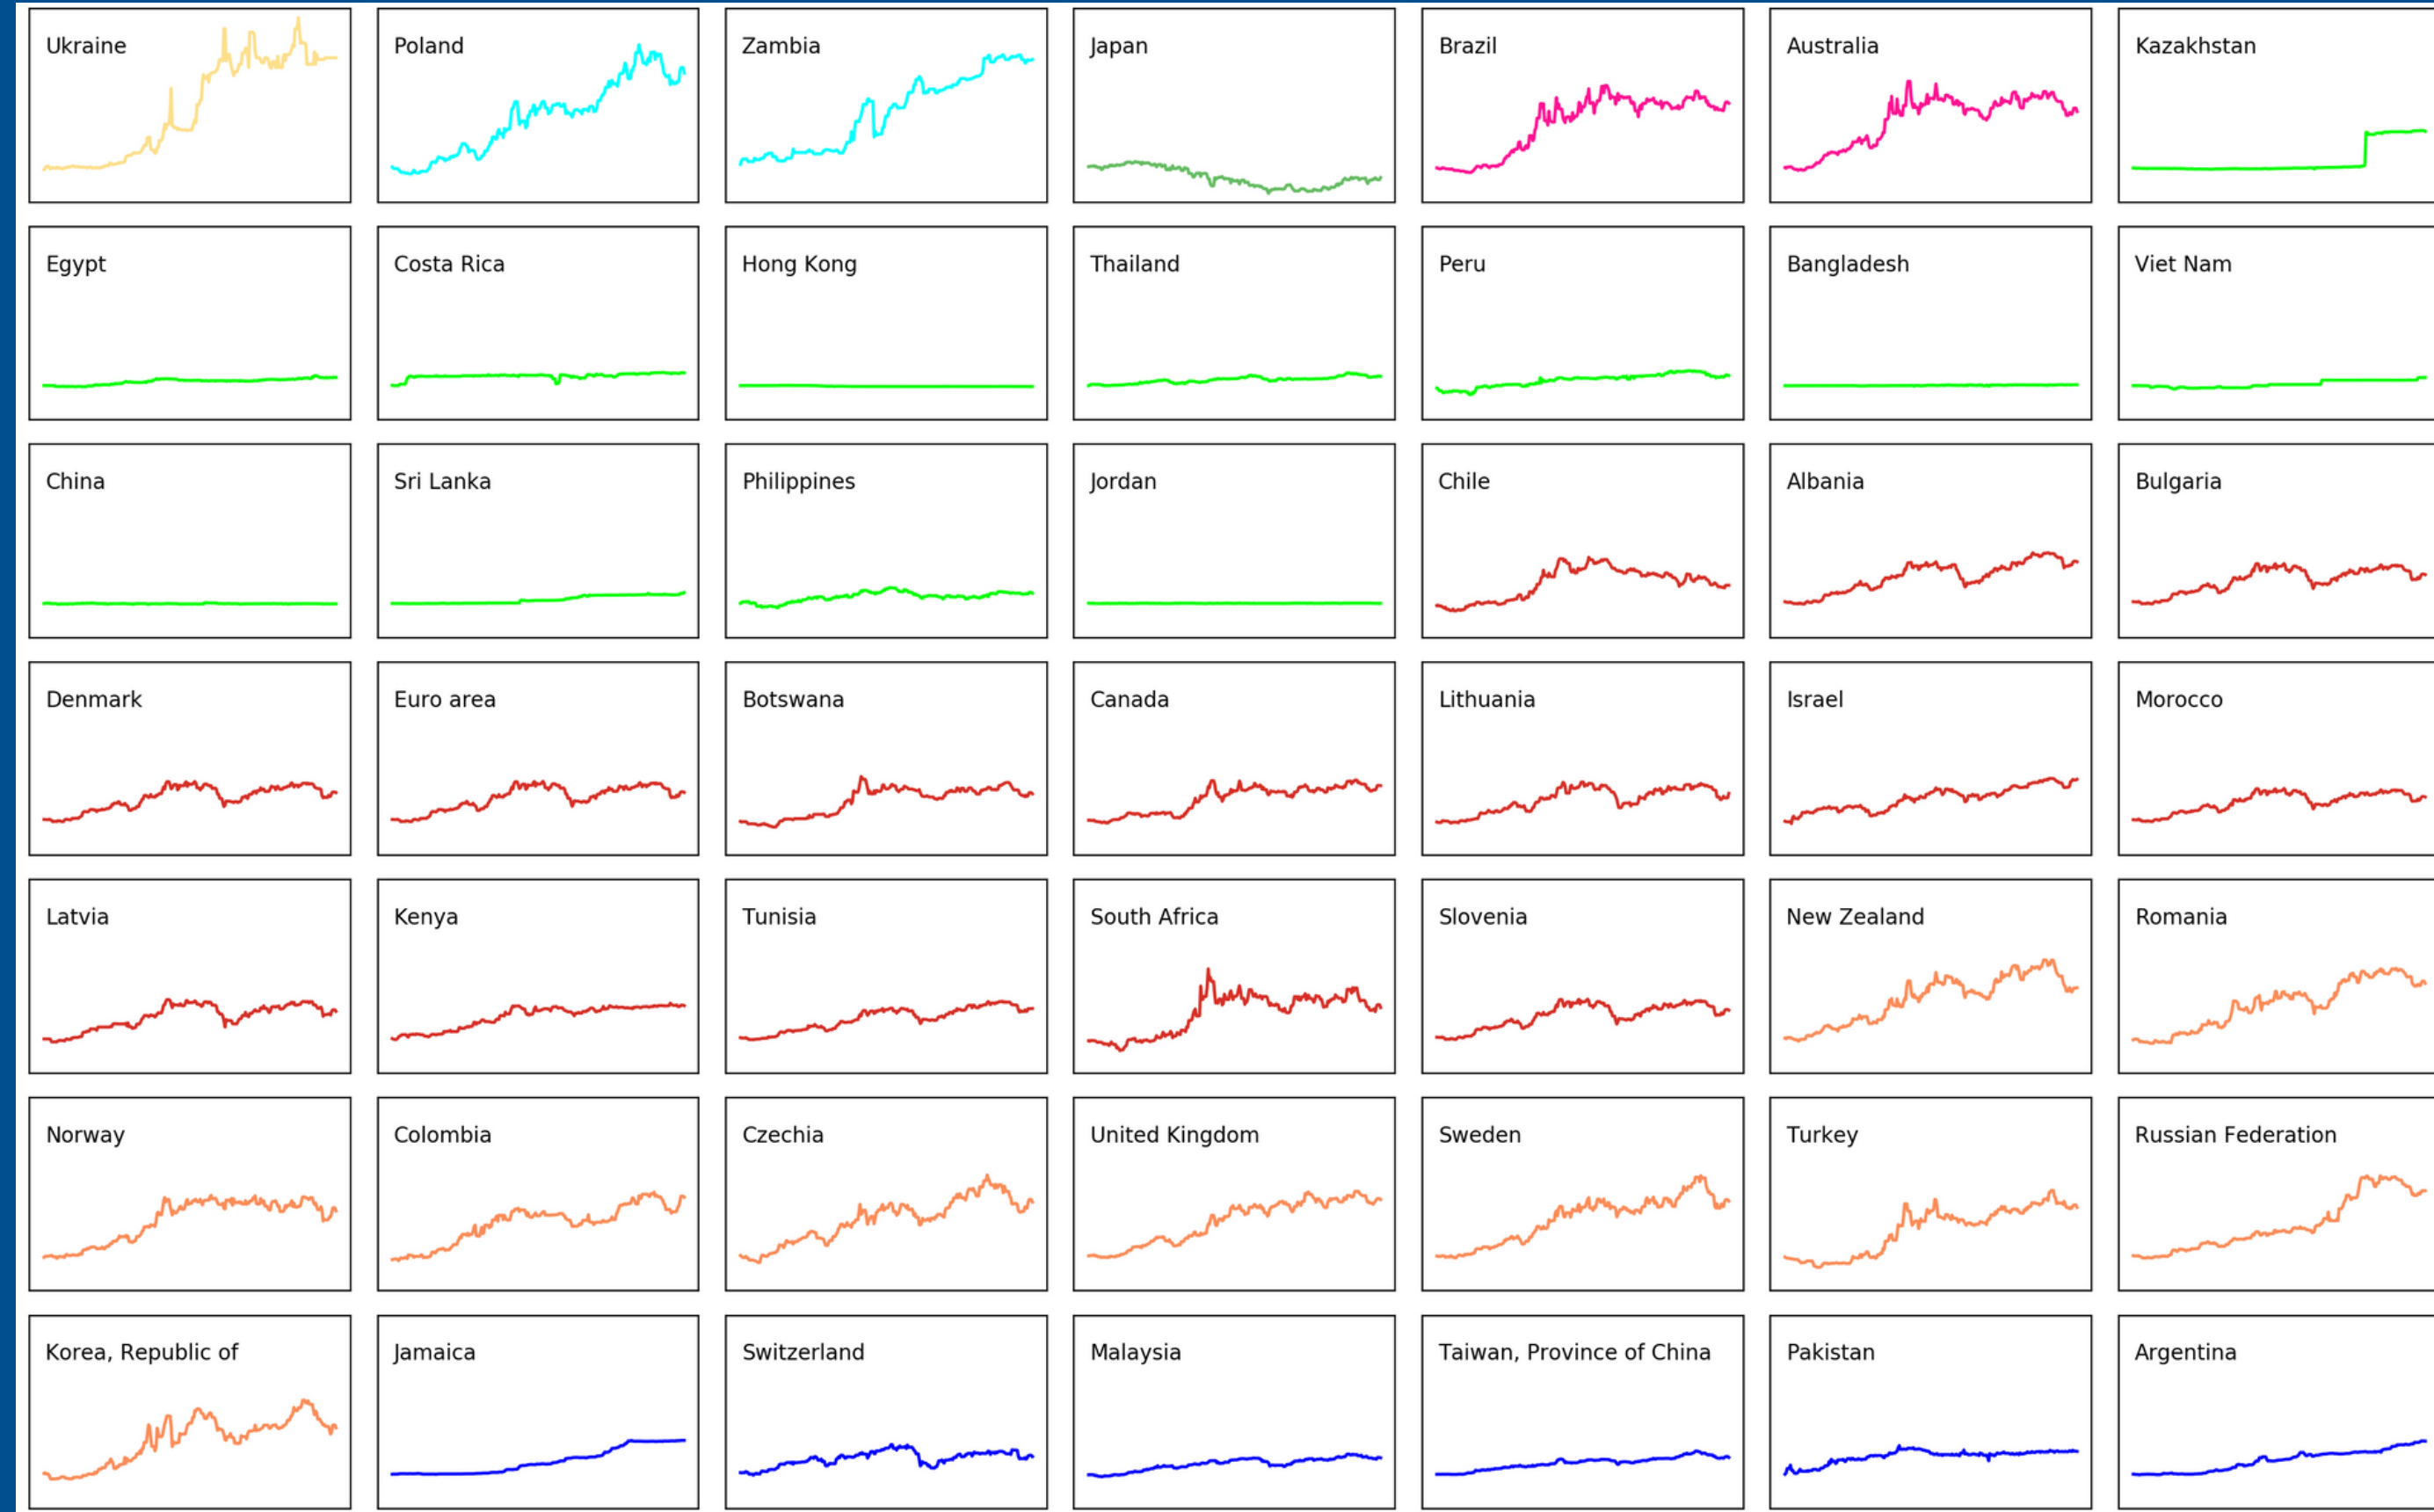 Ukraine
Poland
Zambia
Japan
Brazil
Australia
Kazakhstan
Egypt
Costa Rica
Hong Kong
Thailand
Peru
Bangladesh
Viet Nam
China
Sri Lanka
Philippines
Jordan
Chile
Albania
Bulgaria
Denmark
Euro area
Botswana
Canada
Lithuania
Israel
Morocco
Latvia
Kenya
Tunisia
South Africa
Slovenia
New Zealand
Romania
Norway
Colombia
Czechia
United Kingdom
Sweden
Turkey
Russian Federation
Korea, Republic of
Jamaica
Switzerland
Malaysia
Taiwan, Province of China
Pakistan
Argentina